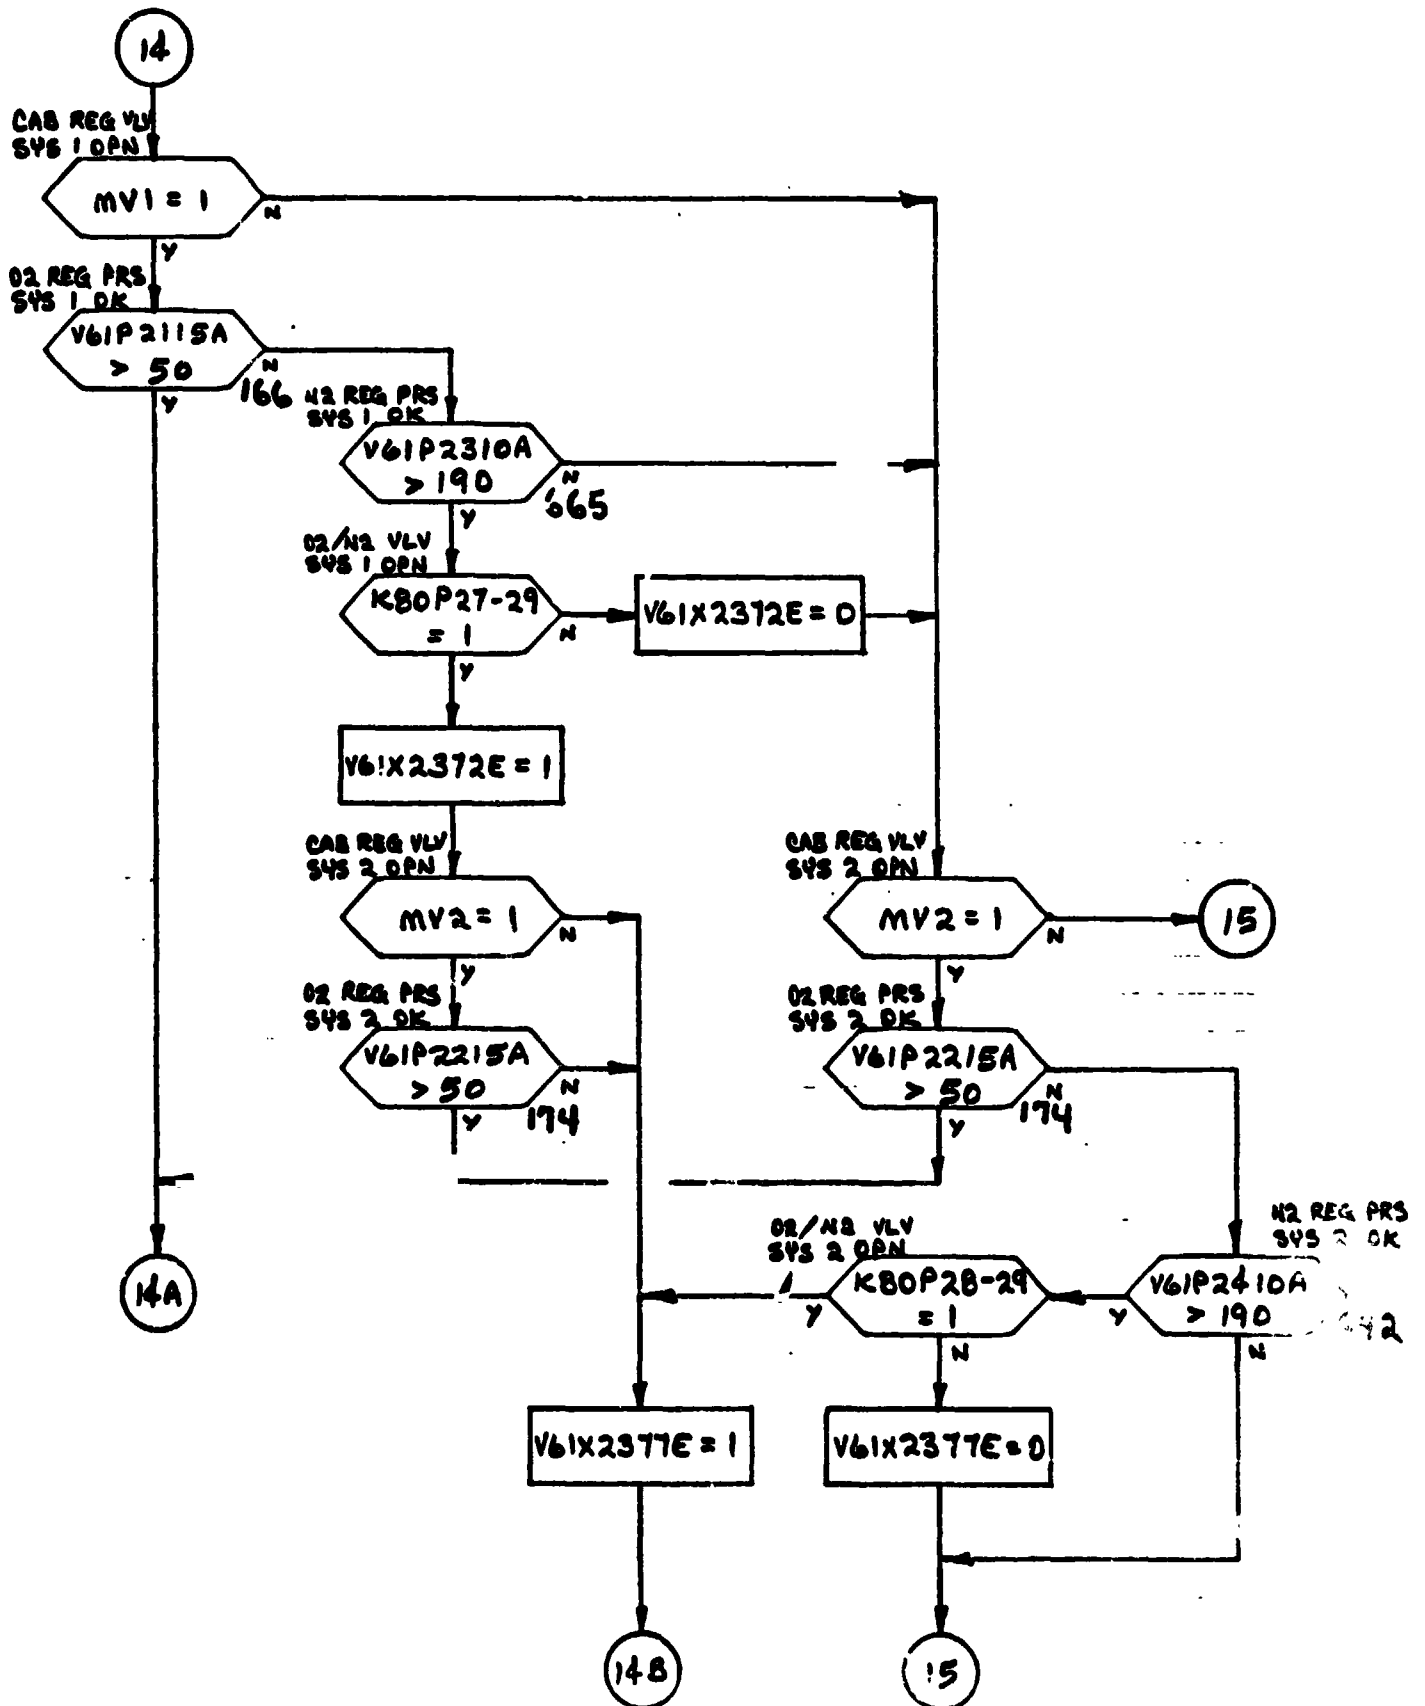 14
CAB REG VLV
SYS 1 OPN
MV1 = 1
N
Y
O2 REG PRS
SYS 1 OK
V61P2115A
> 50
N
Y
166
N2 REG PRS
SYS 1 OK
V61P2310A
> 190
N
Y
O2/N2 VLV
SYS 1 OPN
K80P27-29
= 1
N
Y
V61X2372E = 0
V61X2372E = 1
CAB REG VLV
SYS 2 OPN
MV2 = 1
N
Y
CAB REG VLV
SYS 2 OPN
MV2 = 1
N
Y
15
O2 REG PRS
SYS 2 OK
V61P2215A
> 50
N
Y
174
O2 REG PRS
SYS 2 OK
V61P2215A
> 50
N
Y
174
14A
O2/N2 VLV
SYS 2 OPN
K80P28-29
= 1
Y
N
N2 REG PRS
SYS 2 OK
V61P2410A
> 190
Y
N
V61X2377E = 1
V61X2377E = 0
14B
15